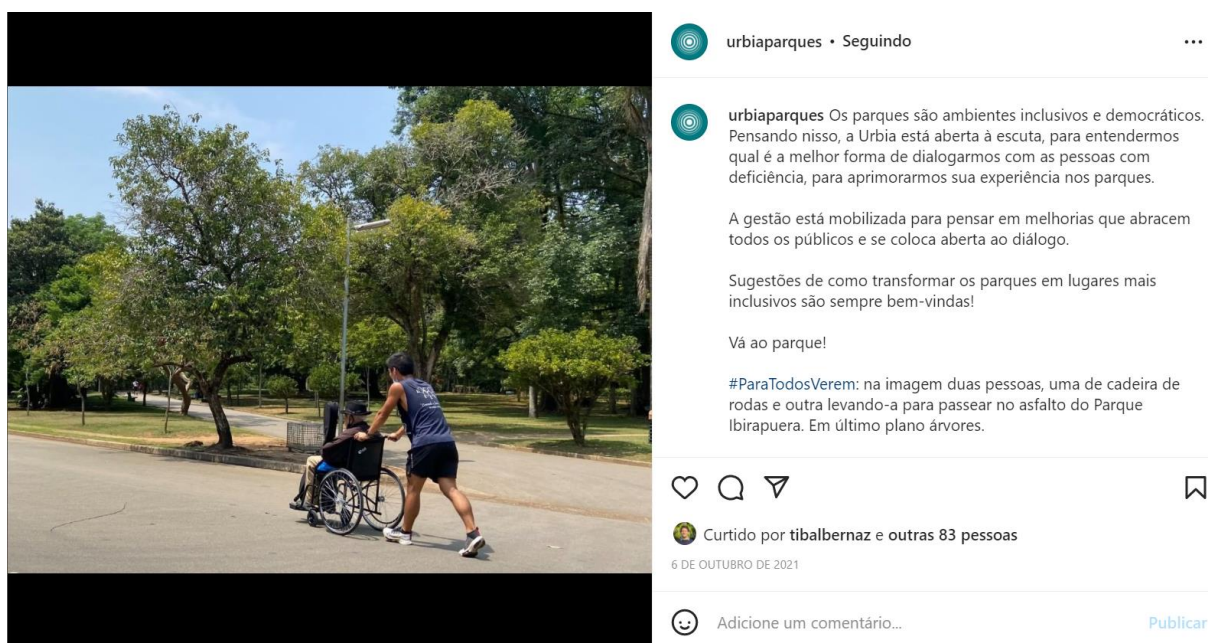 urbiaparques • Seguindo
urbiaparques Os parques são ambientes inclusivos e democráticos.
Pensando nisso, a Urbia está aberta à escuta, para entendermos
qual é a melhor forma de dialogarmos com as pessoas com
deficiência, para aprimorarmos sua experiência nos parques.
A gestão está mobilizada para pensar em melhorias que abracem
todos os públicos e se coloca aberta ao diálogo.
Sugestões de como transformar os parques em lugares mais
inclusivos são sempre bem-vindas!
Vá ao parque!
#ParaTodosVerem: na imagem duas pessoas, uma de cadeira de
rodas e outra levando-a para passear no asfalto do Parque
Ibirapuera. Em último plano árvores.
Curtido por tibalbernaz e outras 83 pessoas
6 DE OUTUBRO DE 2021
Adicione um comentário...
Publicar